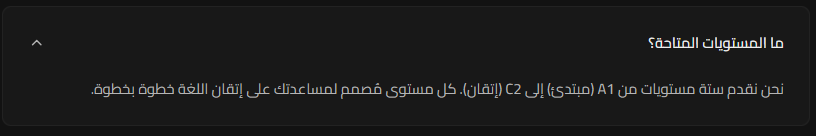 ما المستويات المتاحة؟
نحن نقدم ستة مستويات من A1 (مبتدئ) إلى C2 (إتقان). كل مستوى مُصمم لمساعدتك على إتقان اللغة خطوة بخطوة.